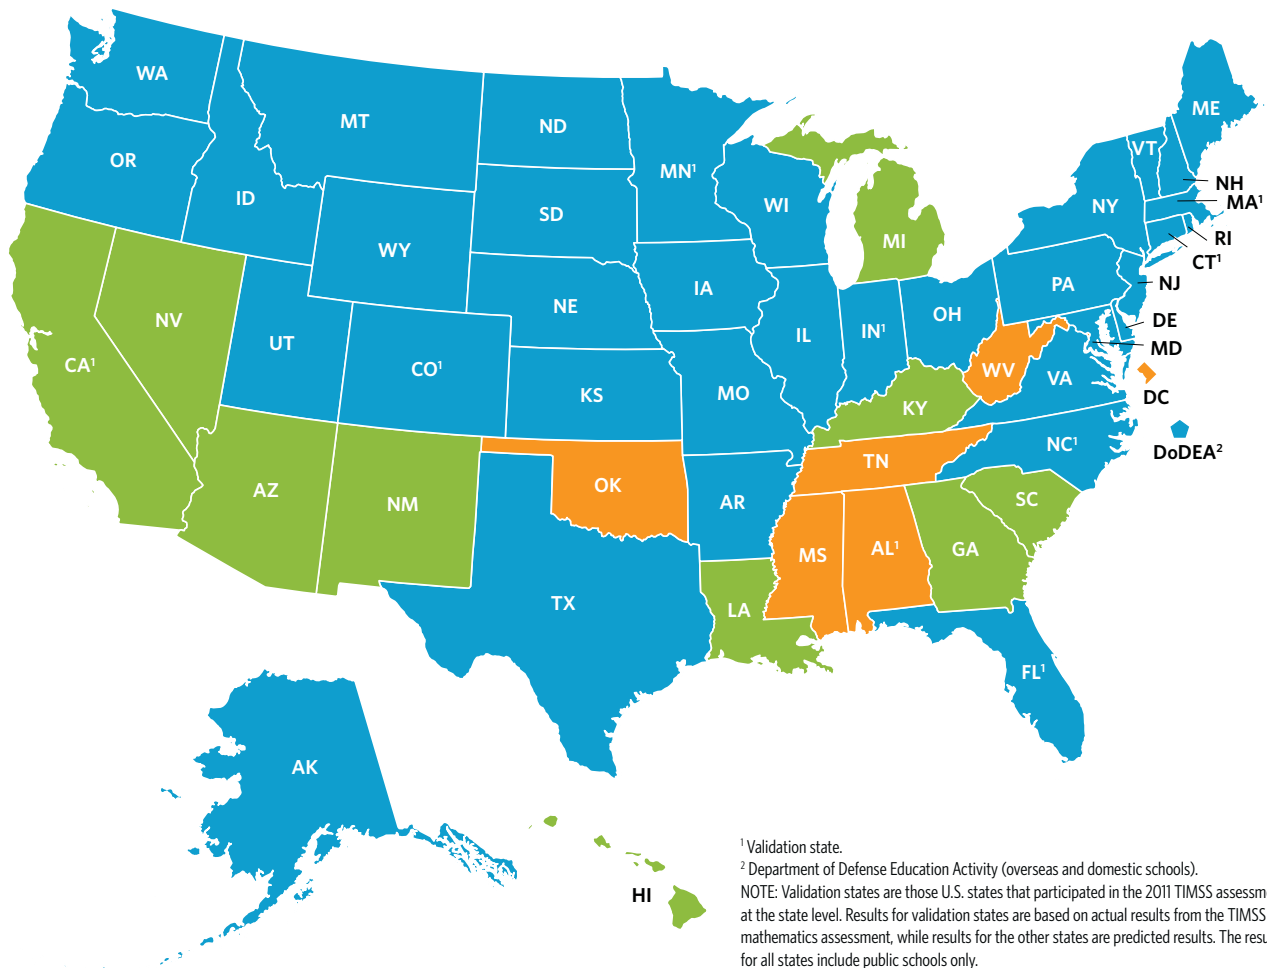 WA
MT
ND
MN¹
OR
ID
SD
WI
WY
NE
IA
MI
NY
VT
ME
NH
MA¹
RI
CT¹
PA
NJ
DE
MD
DC
DoDEA²
NV
UT
CO¹
KS
MO
IL
IN¹
OH
WV
VA
KY
CA¹
AZ
NM
OK
AR
TN
NC¹
SC
MS
AL¹
GA
TX
LA
FL¹
AK
HI
¹ Validation state.
² Department of Defense Education Activity (overseas and domestic schools).
NOTE: Validation states are those U.S. states that participated in the 2011 TIMSS assessm
at the state level. Results for validation states are based on actual results from the TIMSS
mathematics assessment, while results for the other states are predicted results. The resu
for all states include public schools only.